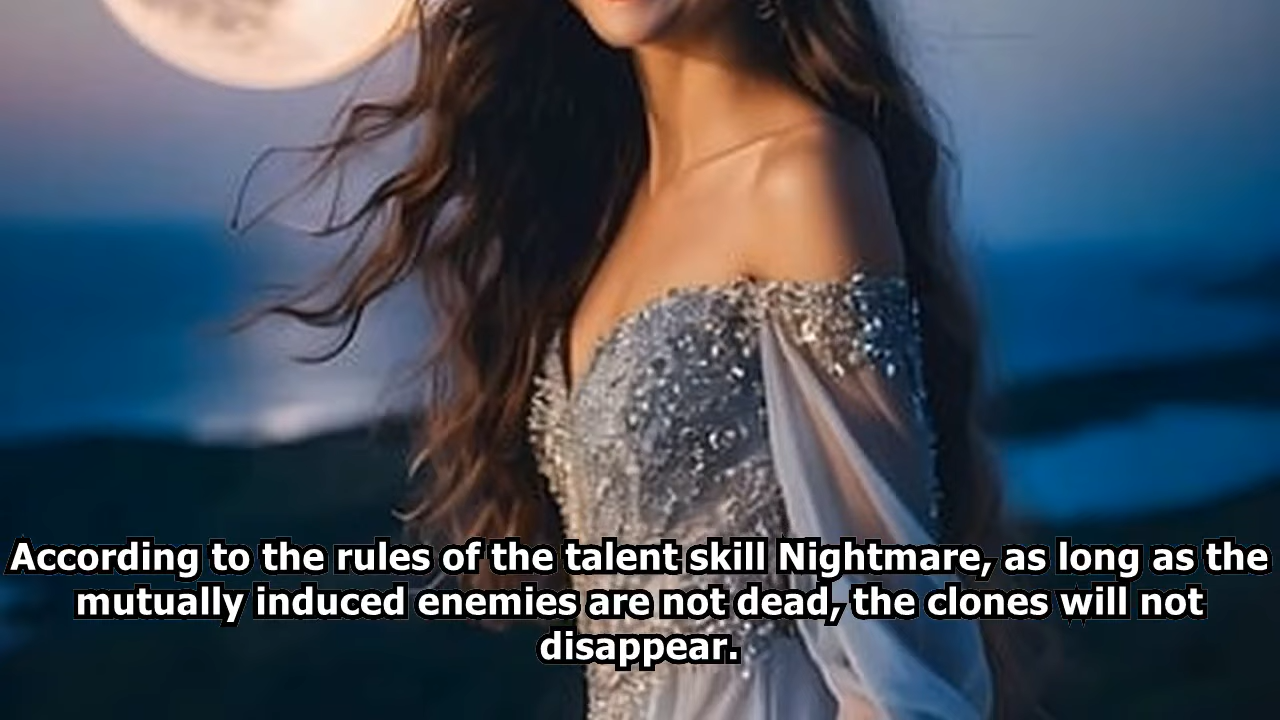 According to the rules of the talent skill Nightmare, as long as the
mutually induced enemies are not dead, the clones will not
disappear.